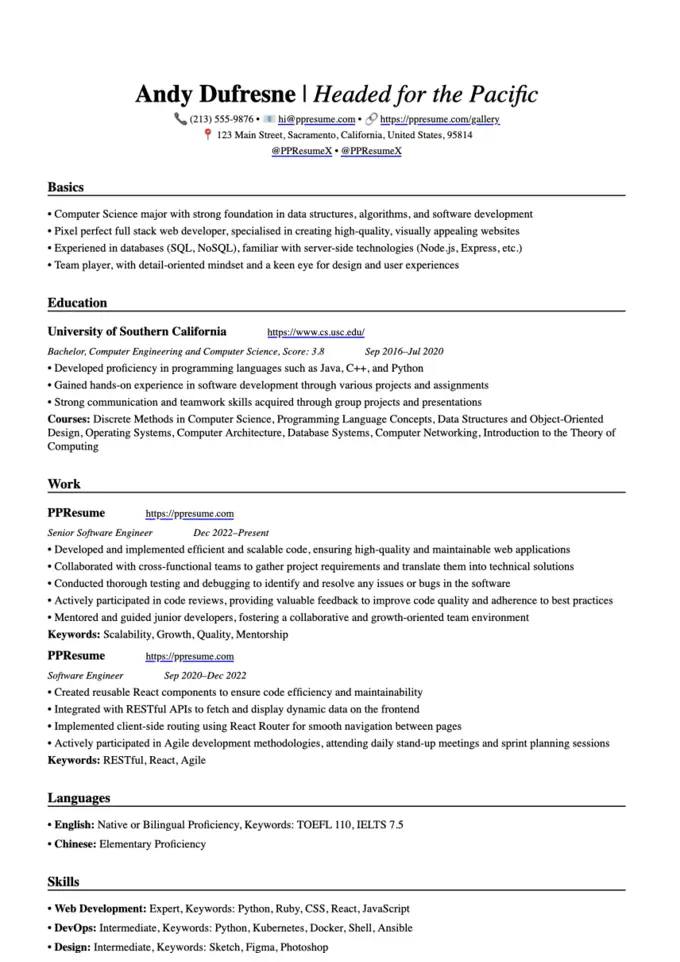 Andy Dufresne | Headed for the Pacific
📞 (213) 555-9876 • 📧 hi@ppresume.com • 🔗 https://ppresume.com/gallery
📍 123 Main Street, Sacramento, California, United States, 95814
@PPResumeX • @PPResumeX
Basics
• Computer Science major with strong foundation in data structures, algorithms, and software development
• Pixel perfect full stack web developer, specialised in creating high-quality, visually appealing websites
• Experiened in databases (SQL, NoSQL), familiar with server-side technologies (Node.js, Express, etc.)
• Team player, with detail-oriented mindset and a keen eye for design and user experiences
Education
University of Southern California https://www.cs.usc.edu/
Bachelor, Computer Engineering and Computer Science, Score: 3.8 Sep 2016–Jul 2020
• Developed proficiency in programming languages such as Java, C++, and Python
• Gained hands-on experience in software development through various projects and assignments
• Strong communication and teamwork skills acquired through group projects and presentations
Courses: Discrete Methods in Computer Science, Programming Language Concepts, Data Structures and Object-Oriented
Design, Operating Systems, Computer Architecture, Database Systems, Computer Networking, Introduction to the Theory of
Computing
Work
PPResume https://ppresume.com
Senior Software Engineer Dec 2022–Present
• Developed and implemented efficient and scalable code, ensuring high-quality and maintainable web applications
• Collaborated with cross-functional teams to gather project requirements and translate them into technical solutions
• Conducted thorough testing and debugging to identify and resolve any issues or bugs in the software
• Actively participated in code reviews, providing valuable feedback to improve code quality and adherence to best practices
• Mentored and guided junior developers, fostering a collaborative and growth-oriented team environment
Keywords: Scalability, Growth, Quality, Mentorship
PPResume https://ppresume.com
Software Engineer Sep 2020–Dec 2022
• Created reusable React components to ensure code efficiency and maintainability
• Integrated with RESTful APIs to fetch and display dynamic data on the frontend
• Implemented client-side routing using React Router for smooth navigation between pages
• Actively participated in Agile development methodologies, attending daily stand-up meetings and sprint planning sessions
Keywords: RESTful, React, Agile
Languages
• English: Native or Bilingual Proficiency, Keywords: TOEFL 110, IELTS 7.5
• Chinese: Elementary Proficiency
Skills
• Web Development: Expert, Keywords: Python, Ruby, CSS, React, JavaScript
• DevOps: Intermediate, Keywords: Python, Kubernetes, Docker, Shell, Ansible
• Design: Intermediate, Keywords: Sketch, Figma, Photoshop